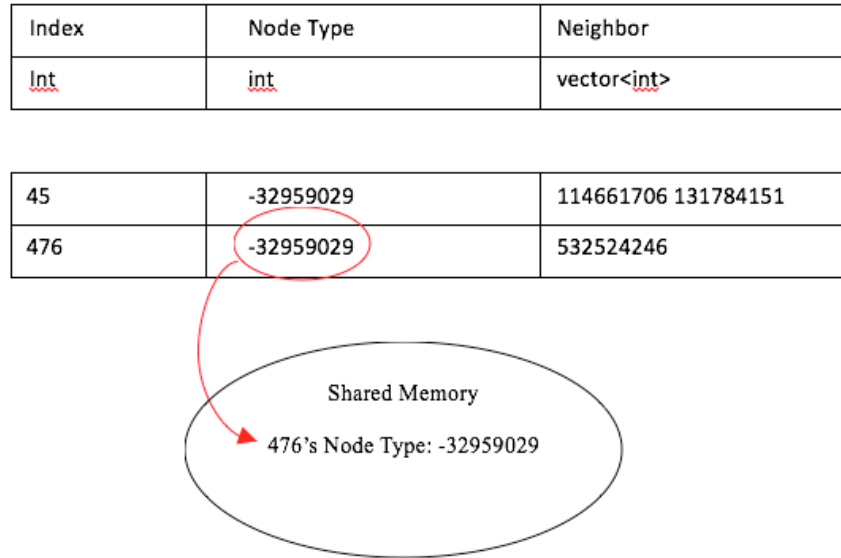 Index Node Type Neighbor
Int int vector<int>
45 -32959029 114661706 131784151
476 -32959029 532524246
Shared Memory
476’s Node Type: -32959029